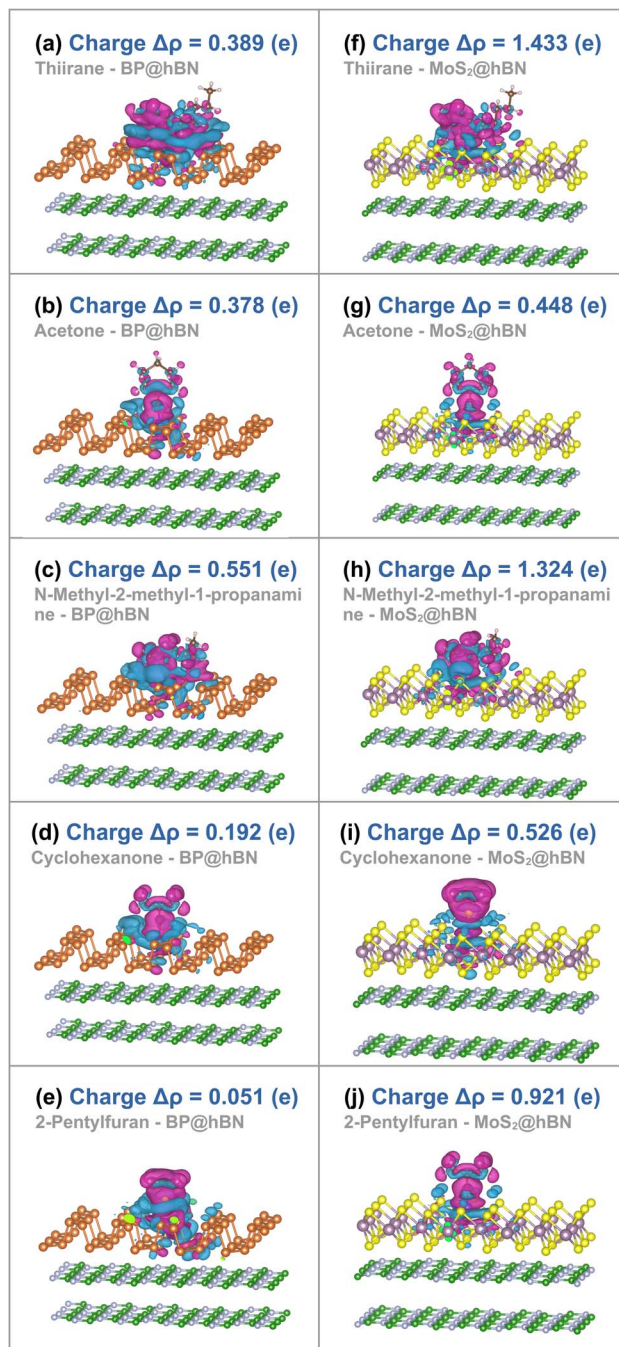 (a) Charge Δρ = 0.389 (e)
Thiirane - BP@hBN
(f) Charge Δρ = 1.433 (e)
Thiirane - MoS₂@hBN
(b) Charge Δρ = 0.378 (e)
Acetone - BP@hBN
(g) Charge Δρ = 0.448 (e)
Acetone - MoS₂@hBN
(c) Charge Δρ = 0.551 (e)
N-Methyl-2-methyl-1-propanami
ne - BP@hBN
(h) Charge Δρ = 1.324 (e)
N-Methyl-2-methyl-1-propanami
ne - MoS₂@hBN
(d) Charge Δρ = 0.192 (e)
Cyclohexanone - BP@hBN
(i) Charge Δρ = 0.526 (e)
Cyclohexanone - MoS₂@hBN
(e) Charge Δρ = 0.051 (e)
2-Pentylfuran - BP@hBN
(j) Charge Δρ = 0.921 (e)
2-Pentylfuran - MoS₂@hBN